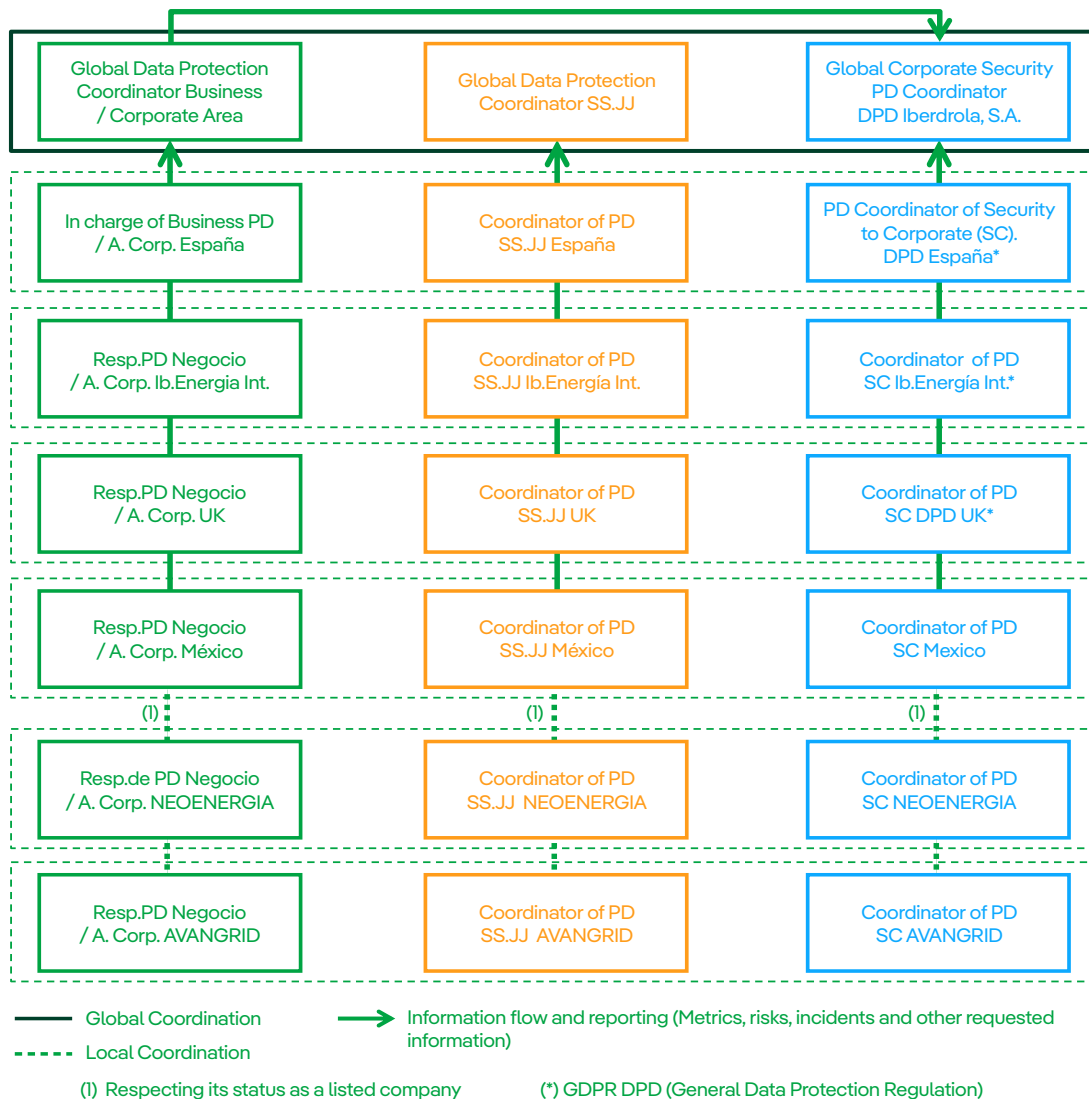 Global Data Protection
Coordinator Business
/ Corporate Area
Global Data Protection
Coordinator SS.JJ
Global Corporate Security
PD Coordinator
DPD Iberdrola, S.A.
In charge of Business PD
/ A. Corp. España
Coordinator of PD
SS.JJ España
PD Coordinator of Security
to Corporate (SC).
DPD España*
Resp.PD Negocio
/ A. Corp. Ib.Energia Int.
Coordinator of PD
SS.JJ Ib.Energía Int.
Coordinator of PD
SC Ib.Energía Int.*
Resp.PD Negocio
/ A. Corp. UK
Coordinator of PD
SS.JJ UK
Coordinator of PD
SC DPD UK*
Resp.PD Negocio
/ A. Corp. México
Coordinator of PD
SS.JJ México
Coordinator of PD
SC Mexico
(1)
(1)
(1)
Resp.de PD Negocio
/ A. Corp. NEOENERGIA
Coordinator of PD
SS.JJ NEOENERGIA
Coordinator of PD
SC NEOENERGIA
Resp.PD Negocio
/ A. Corp. AVANGRID
Coordinator of PD
SS.JJ AVANGRID
Coordinator of PD
SC AVANGRID
Global Coordination
Information flow and reporting (Metrics, risks, incidents and other requested
information)
Local Coordination
(1) Respecting its status as a listed company
(*) GDPR DPD (General Data Protection Regulation)